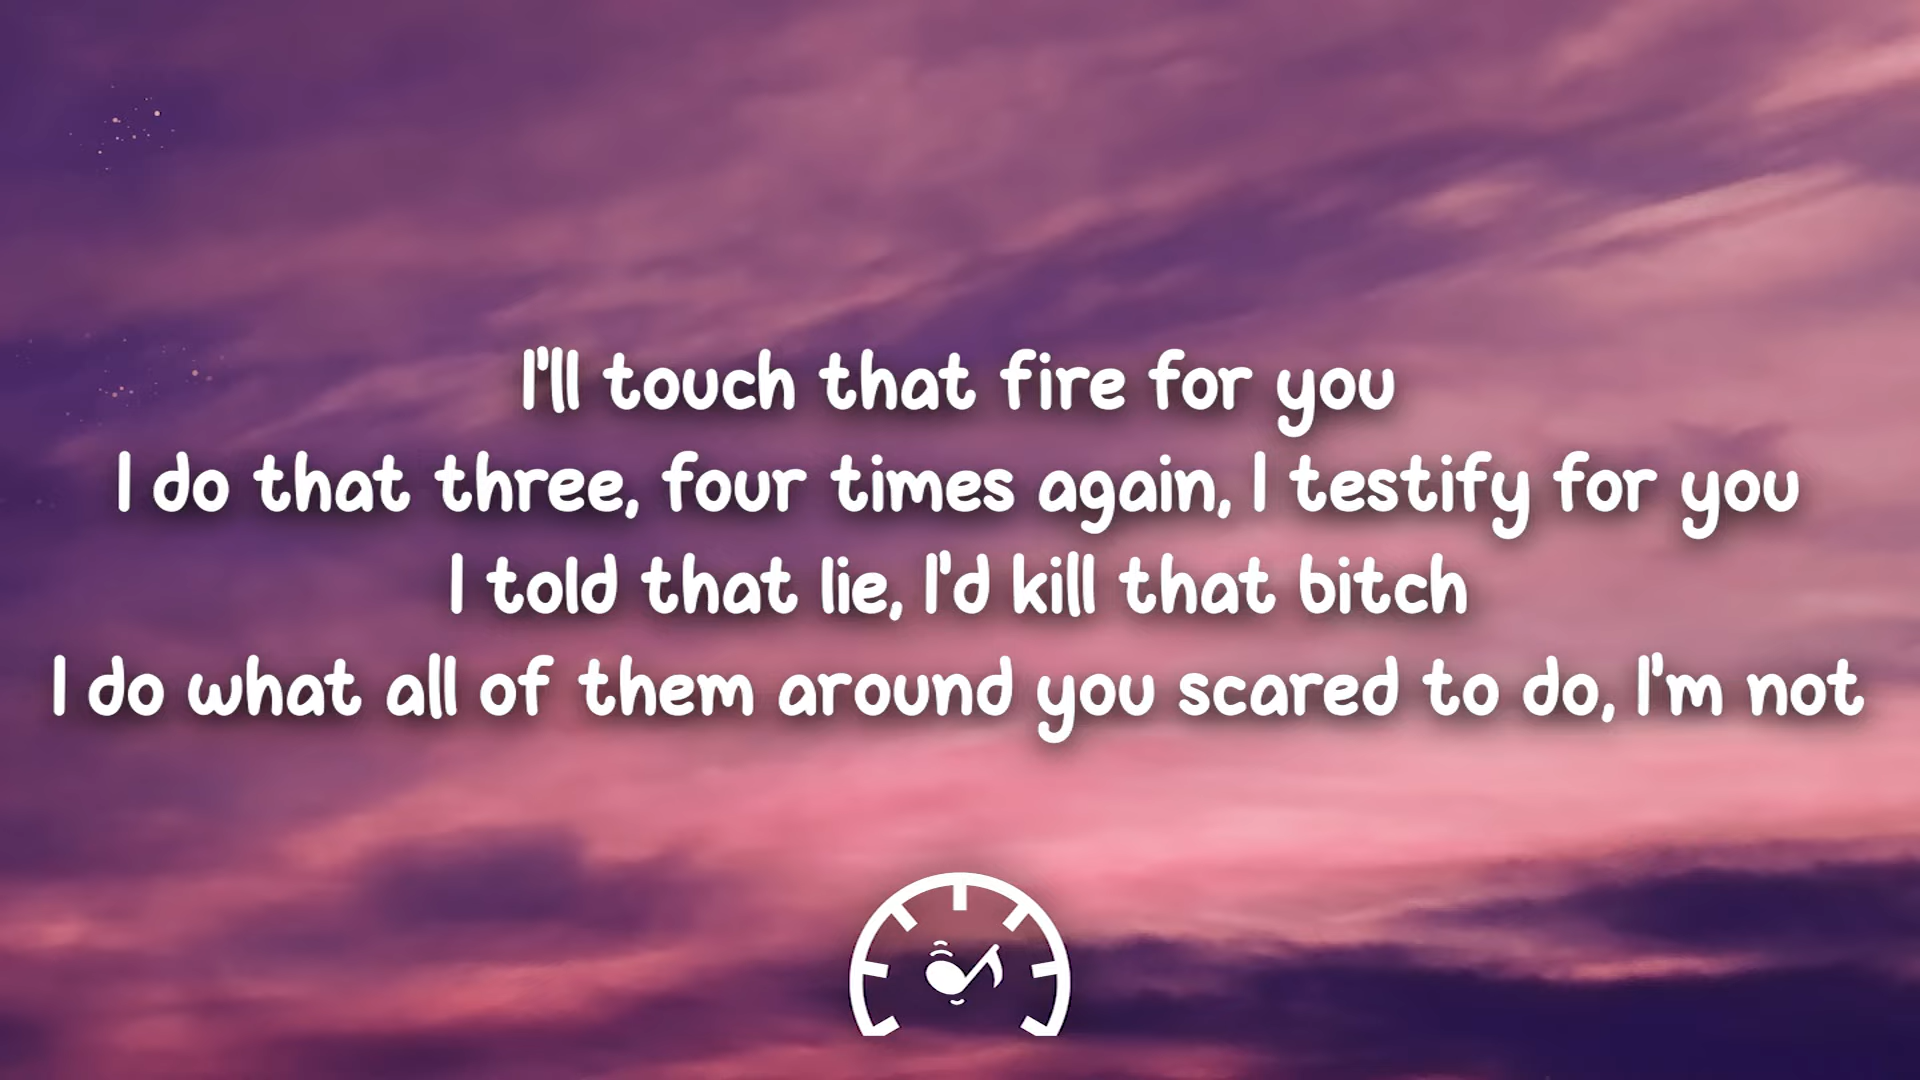 I'll touch that fire for you
I do that three, four times again, I testify for you
I told that lie, I'd kill that bitch
I do what all of them around you scared to do, I'm not